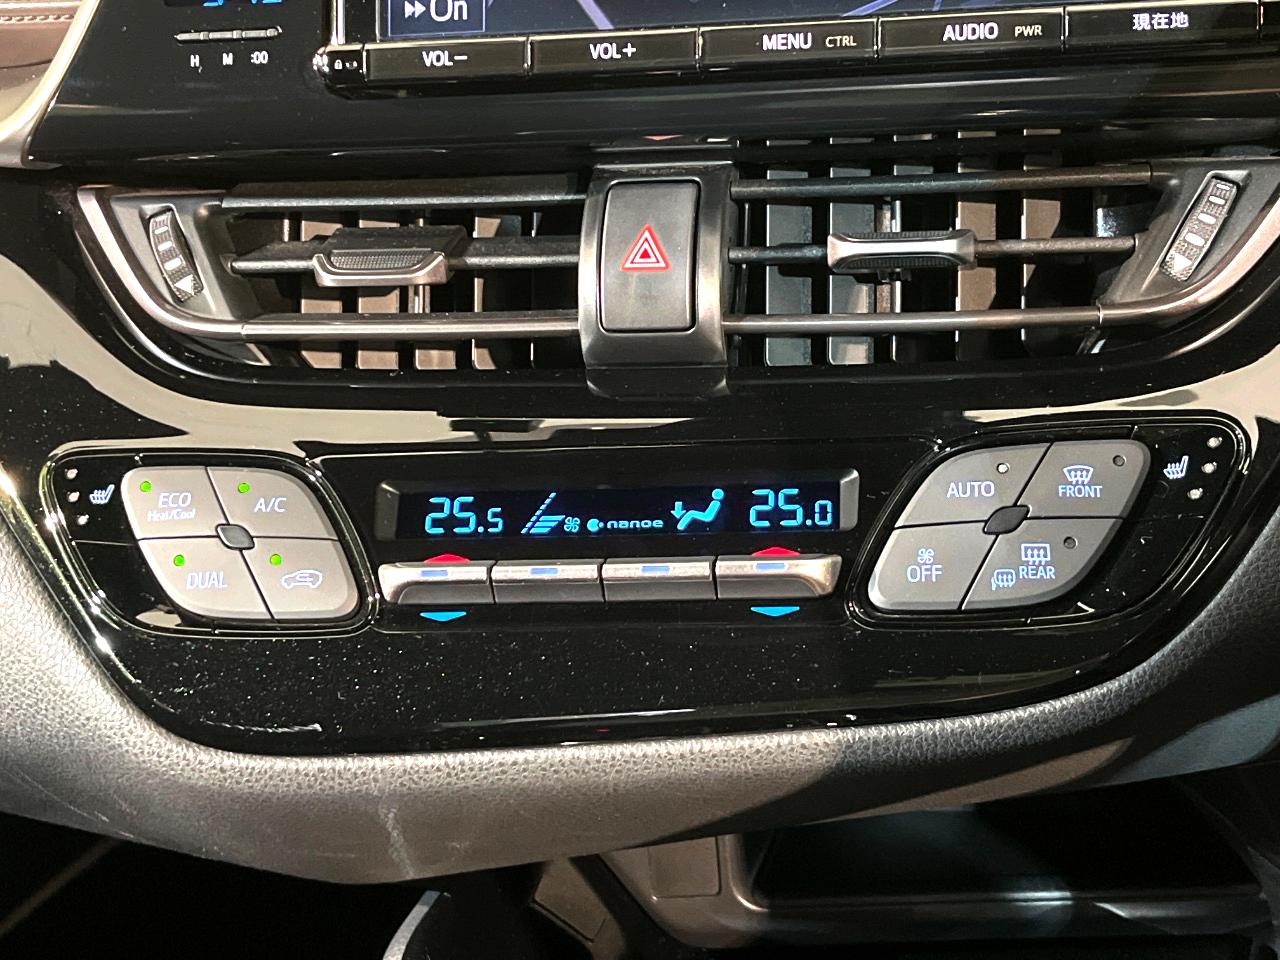 On
H M :00
VOL− VOL+ MENU CTRL AUDIO PWR 現在地
25.5 nanoe 25.0
ECO
Heat/Cool
A/C
DUAL
AUTO
FRONT
OFF
REAR